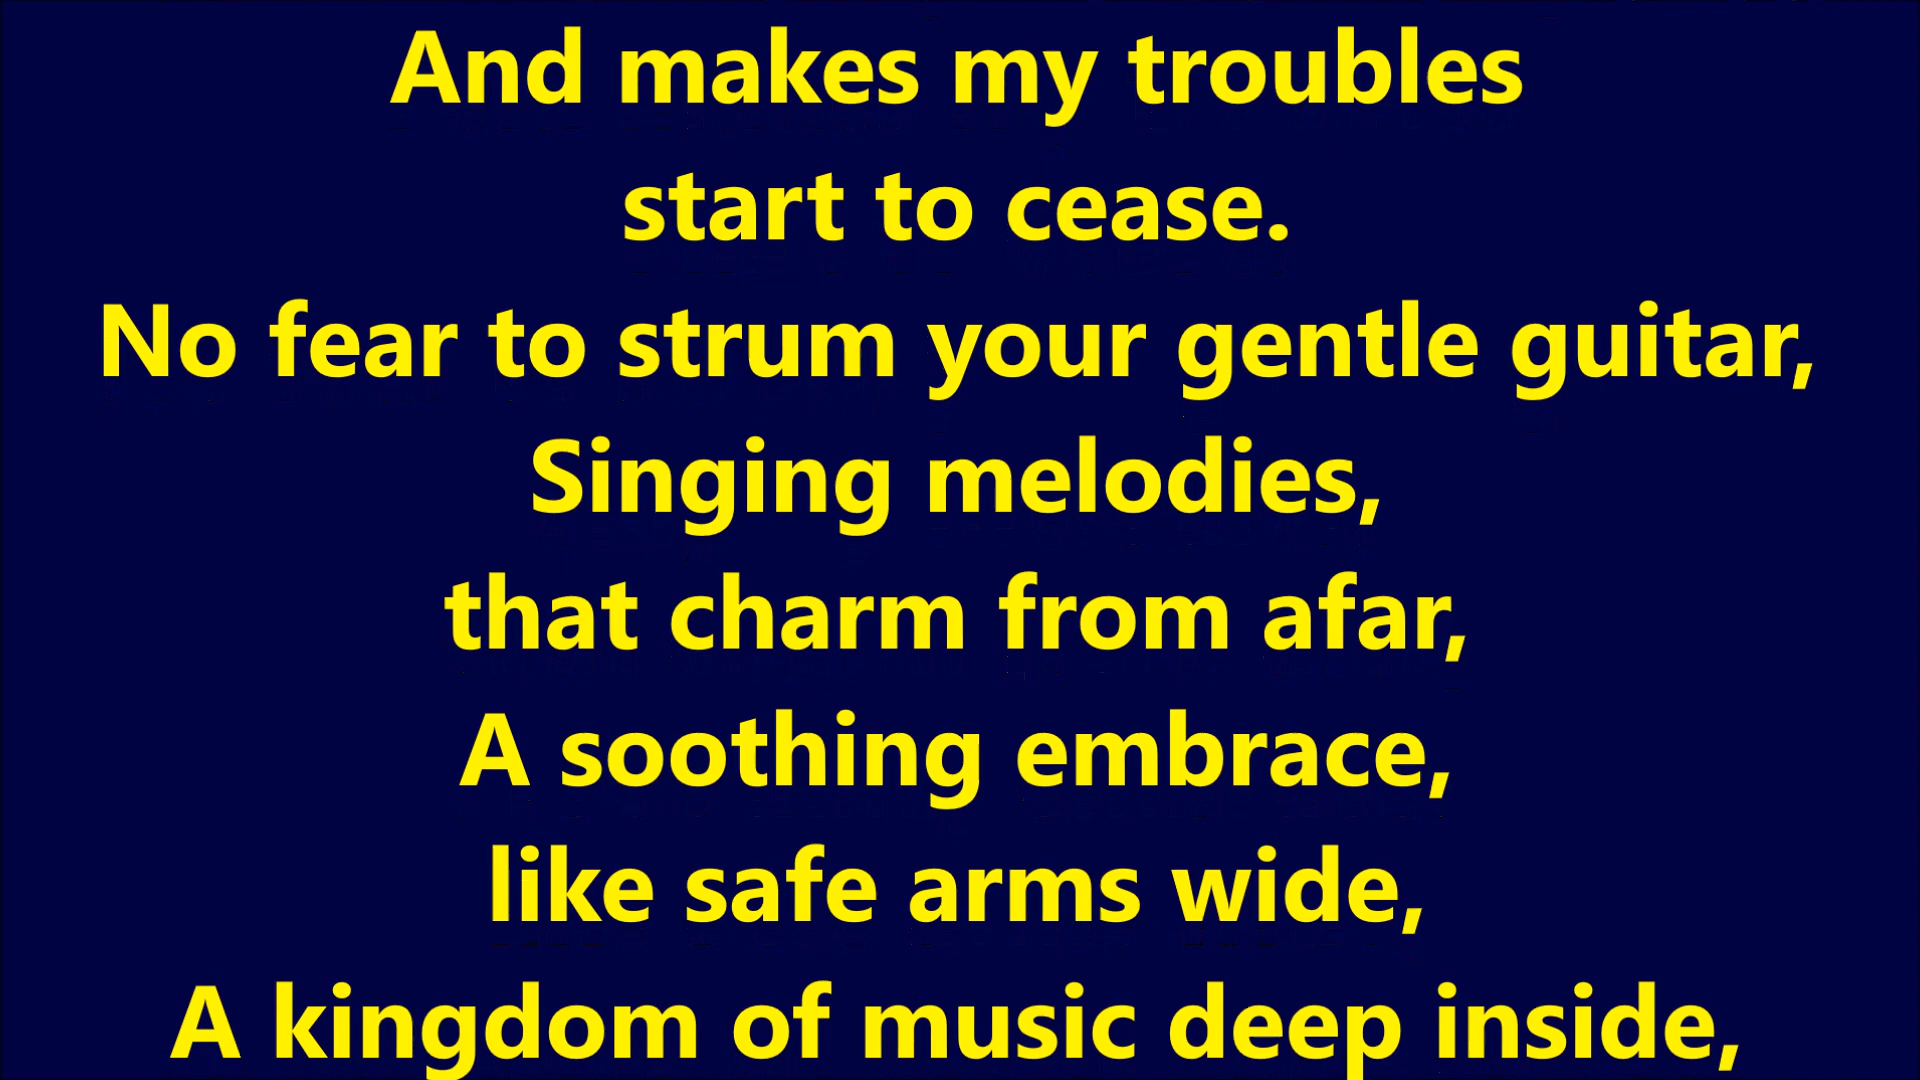 And makes my troubles
start to cease.
No fear to strum your gentle guitar,
Singing melodies,
that charm from afar,
A soothing embrace,
like safe arms wide,
A kingdom of music deep inside,